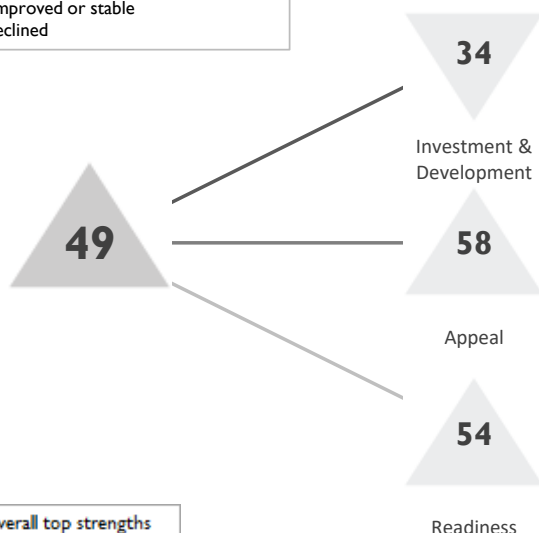 mproved or stable
eclined
34
Investment &
Development
49
58
Appeal
54
Readiness
verall top strengths